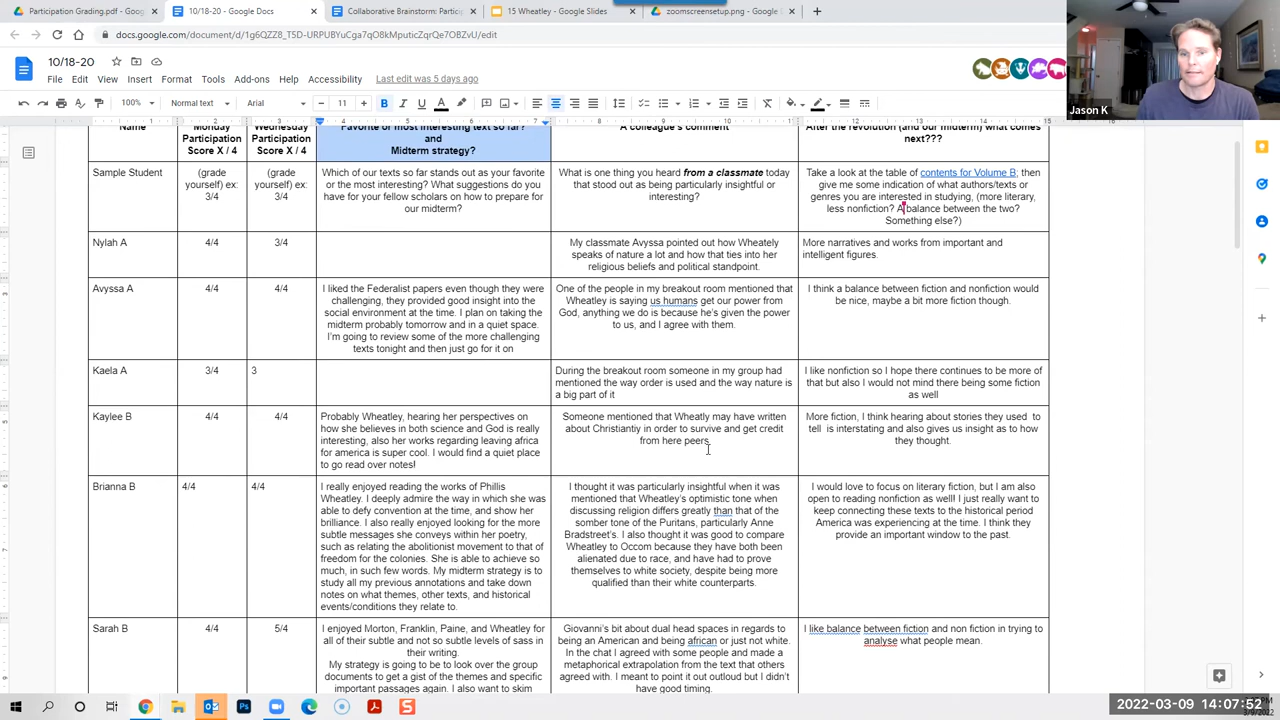 Participation Grading.pdf - Goo
10/18-20 - Google Docs
Collaborative Brainstorm: Particip
15 Wheatley - Google Slides
zoomscreensetup.png - Google D
docs.google.com/document/d/1g6QZZ8_T5D-URPUBYuCga7qO8kMputicZqrQe7OBZvU/edit
10/18-20
File Edit View Insert Format Tools Add-ons Help Accessibility Last edit was 5 days ago
100% Normal text Arial 11
Jason K
Name
Monday
Participation
Score X / 4
Wednesday
Participation
Score X / 4
Favorite or most interesting text so far?
and
Midterm strategy?
A colleague's comment
After the revolution (and our midterm) what comes
next???
Sample Student
(grade
yourself) ex:
3/4
(grade
yourself) ex:
3/4
Which of our texts so far stands out as your favorite
or the most interesting? What suggestions do you
have for your fellow scholars on how to prepare for
our midterm?
What is one thing you heard from a classmate today
that stood out as being particularly insightful or
interesting?
Take a look at the table of contents for Volume B; then
give me some indication of what authors/texts or
genres you are interested in studying, (more literary,
less nonfiction? A balance between the two?
Something else?)
Nylah A
4/4
3/4
My classmate Avyssa pointed out how Wheately
speaks of nature a lot and how that ties into her
religious beliefs and political standpoint.
More narratives and works from important and
intelligent figures.
Avyssa A
4/4
4/4
I liked the Federalist papers even though they were
challenging, they provided good insight into the
social environment at the time. I plan on taking the
midterm probably tomorrow and in a quiet space.
I'm going to review some of the more challenging
texts tonight and then just go for it on
One of the people in my breakout room mentioned that
Wheatley is saying us humans get our power from
God, anything we do is because he's given the power
to us, and I agree with them.
I think a balance between fiction and nonfiction would
be nice, maybe a bit more fiction though.
Kaela A
3/4
3
During the breakout room someone in my group had
mentioned the way order is used and the way nature is
a big part of it
I like nonfiction so I hope there continues to be more of
that but also I would not mind there being some fiction
as well
Kaylee B
4/4
4/4
Probably Wheatley, hearing her perspectives on
how she believes in both science and God is really
interesting, also her works regarding leaving africa
for america is super cool. I would find a quiet place
to go read over notes!
Someone mentioned that Wheatly may have written
about Christiantiy in order to survive and get credit
from here peers.
More fiction, I think hearing about stories they used to
tell is interstating and also gives us insight as to how
they thought.
Brianna B
4/4
4/4
I really enjoyed reading the works of Phillis
Wheatley. I deeply admire the way in which she was
able to defy convention at the time, and show her
brilliance. I also really enjoyed looking for the more
subtle messages she conveys within her poetry,
such as relating the abolitionist movement to that of
freedom for the colonies. She is able to achieve so
much, in such few words. My midterm strategy is to
study all my previous annotations and take down
notes on what themes, other texts, and historical
events/conditions they relate to.
I thought it was particularly insightful when it was
mentioned that Wheatley's optimistic tone when
discussing religion differs greatly than that of the
somber tone of the Puritans, particularly Anne
Bradstreet's. I also thought it was good to compare
Wheatley to Occom because they have both been
alienated due to race, and have had to prove
themselves to white society, despite being more
qualified than their white counterparts.
I would love to focus on literary fiction, but I am also
open to reading nonfiction as well! I just really want to
keep connecting these texts to the historical period
America was experiencing at the time. I think they
provide an important window to the past.
Sarah B
4/4
5/4
I enjoyed Morton, Franklin, Paine, and Wheatley for
all of their subtle and not so subtle levels of sass in
their writing.
My strategy is going to be to look over the group
documents to get a gist of the themes and specific
important passages again. I also want to skim
Giovanni's bit about dual head spaces in regards to
being an American and being african or just not white.
In the chat I agreed with some people and made a
metaphorical extrapolation from the text that others
agreed with. I meant to point it out outloud but I didn't
have good timing.
I like balance between fiction and non fiction in trying to
analyse what people mean.
2022-03-09 14:07:52